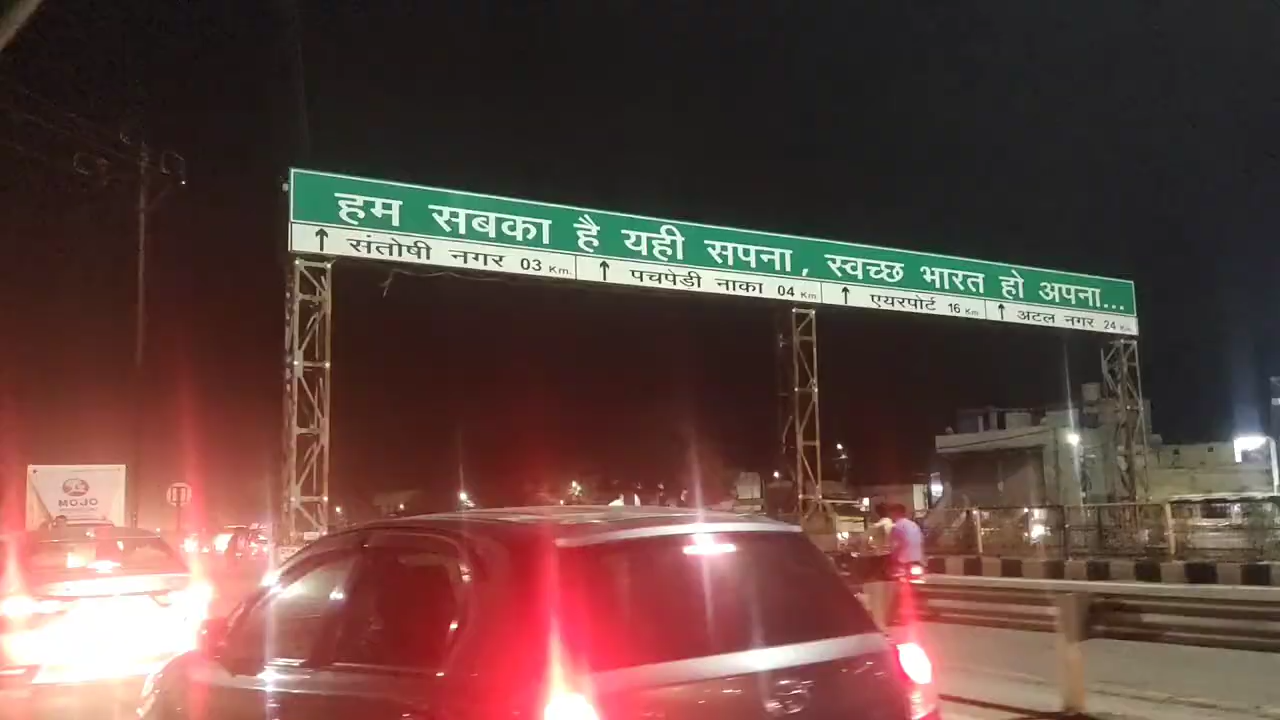 हम सबका है यही सपना, स्वच्छ भारत हो अपना...
↑ संतोषी नगर 03 Km. ↑ पचपेड़ी नाका 04 Km ↑ एयरपोर्ट 16 Km ↑ अटल नगर 24 Km
MOJO